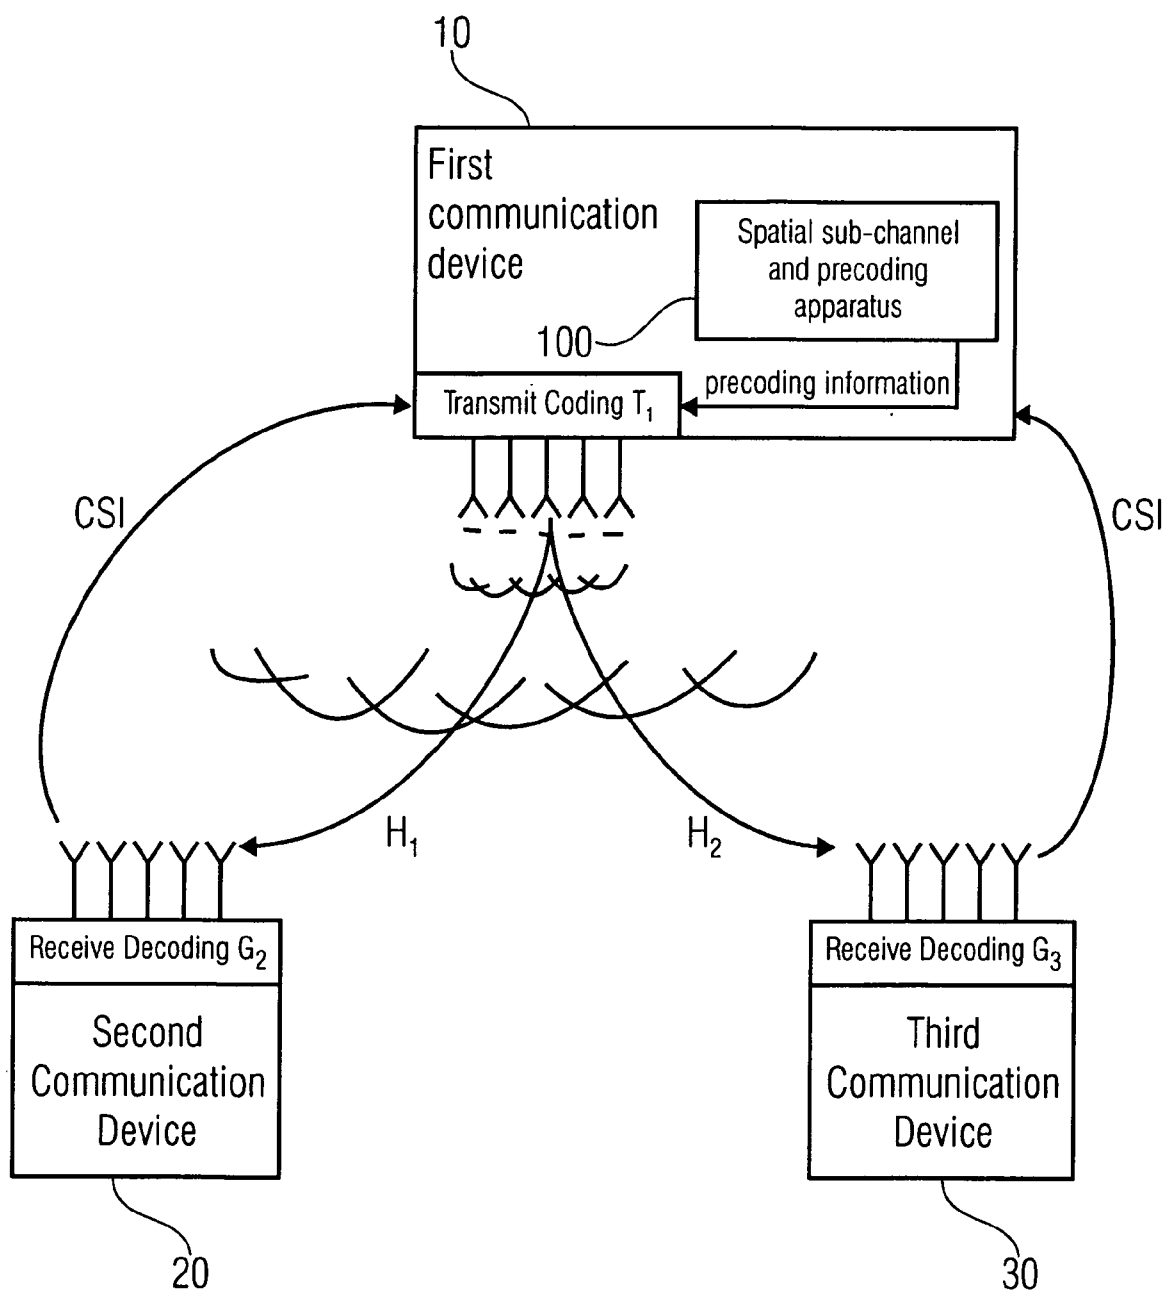 10
First
communication
device
Spatial sub-channel
and precoding
apparatus
100
precoding information
Transmit Coding T₁
CSI
CSI
H₁
H₂
Receive Decoding G₂
Second
Communication
Device
Receive Decoding G₃
Third
Communication
Device
20
30